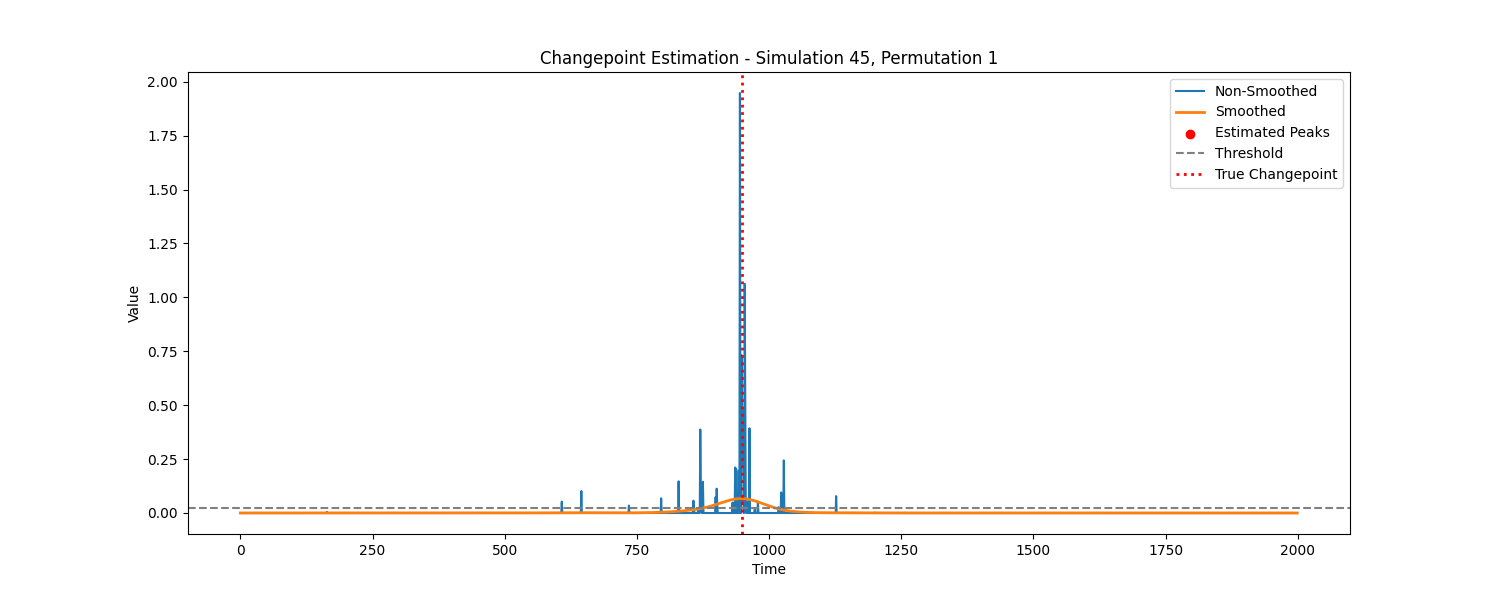 Changepoint Estimation - Simulation 45, Permutation 1
2.00
1.75
1.50
1.25
1.00
0.75
0.50
0.25
0.00
Value
Non-Smoothed
Smoothed
Estimated Peaks
Threshold
True Changepoint
0 250 500 750 1000 1250 1500 1750 2000
Time